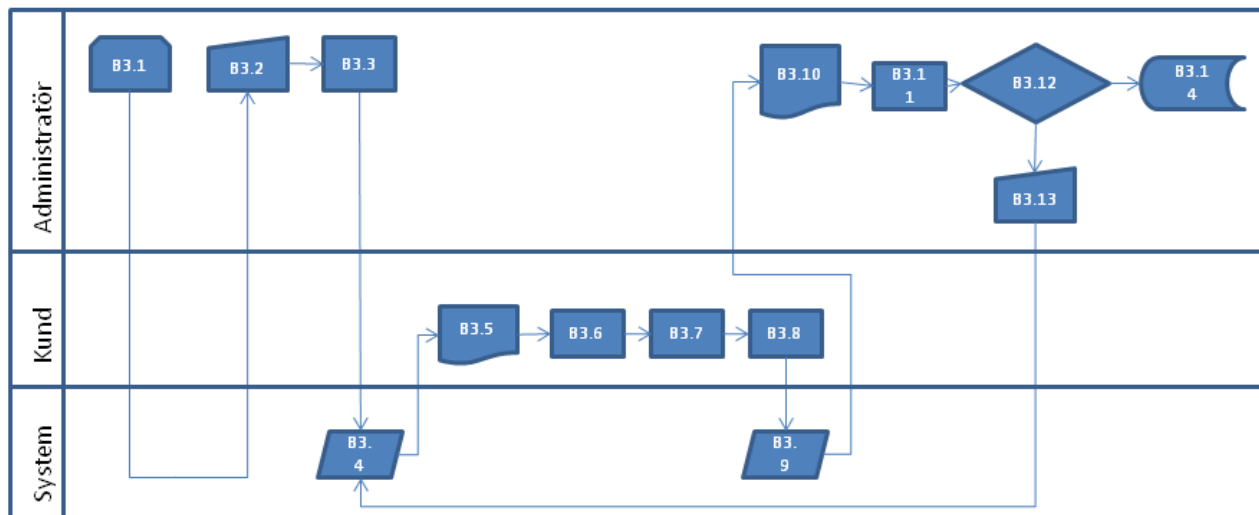 Administratör
B3.1
B3.2
B3.3
B3.10
B3.1
1
B3.12
B3.1
4
B3.13
Kund
B3.5
B3.6
B3.7
B3.8
System
B3.
4
B3.
9